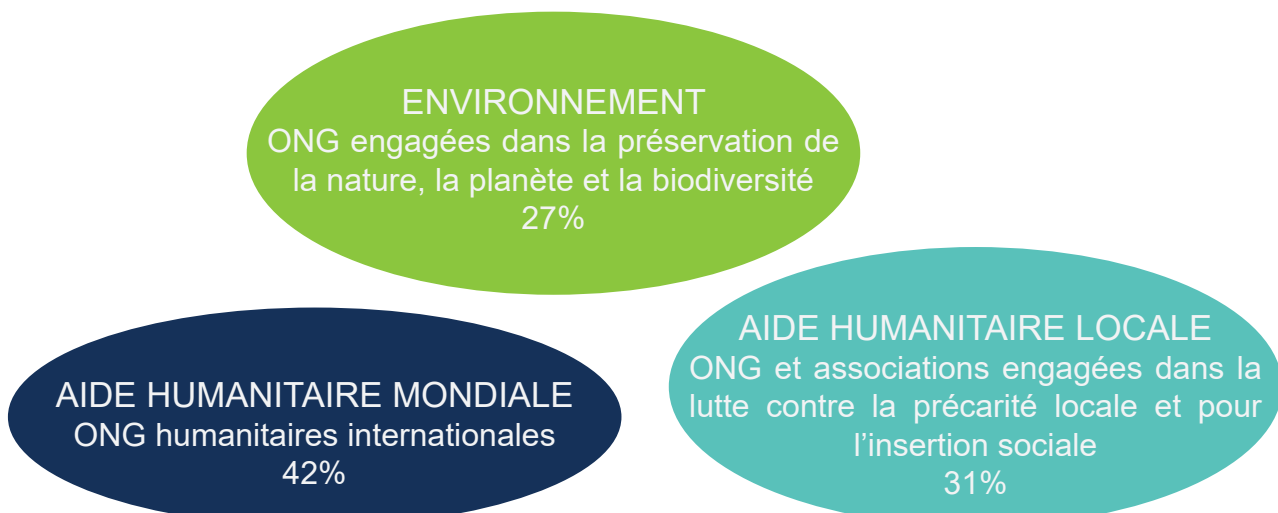 ENVIRONNEMENT
ONG engagées dans la préservation de
la nature, la planète et la biodiversité
27%
AIDE HUMANITAIRE MONDIALE
ONG humanitaires internationales
42%
AIDE HUMANITAIRE LOCALE
ONG et associations engagées dans la
lutte contre la précarité locale et pour
l’insertion sociale
31%